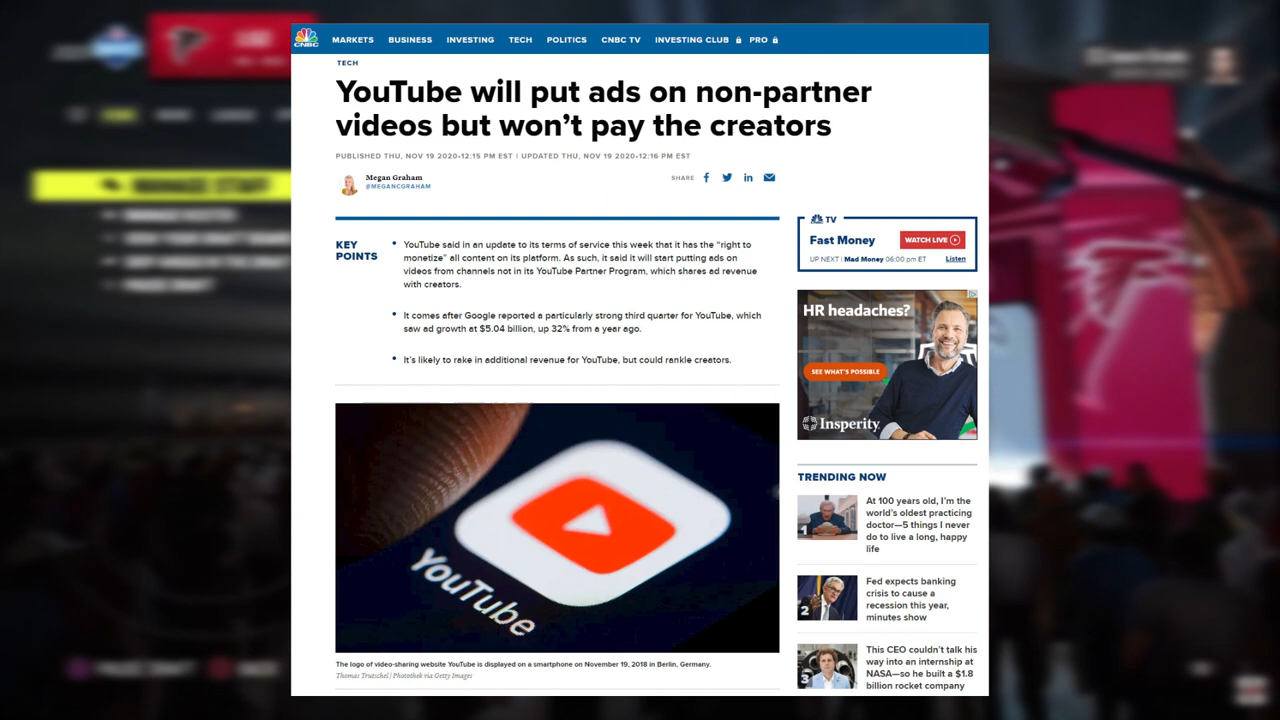 CNBC
MARKETS BUSINESS INVESTING TECH POLITICS CNBC TV INVESTING CLUB PRO
TECH
YouTube will put ads on non-partner
videos but won’t pay the creators
PUBLISHED THU, NOV 19 2020•12:15 PM EST | UPDATED THU, NOV 19 2020•12:16 PM EST
Megan Graham
@MEGANCGRAHAM
SHARE
KEY
POINTS
• YouTube said in an update to its terms of service this week that it has the “right to
monetize” all content on its platform. As such, it said it will start putting ads on
videos from channels not in its YouTube Partner Program, which shares ad revenue
with creators.
• It comes after Google reported a particularly strong third quarter for YouTube, which
saw ad growth at $5.04 billion, up 32% from a year ago.
• It’s likely to rake in additional revenue for YouTube, but could rankle creators.
YouTube
The logo of video-sharing website YouTube is displayed on a smartphone on November 19, 2018 in Berlin, Germany.
Thomas Trutschel | Photothek via Getty Images
TV
Fast Money
WATCH LIVE
UP NEXT | Mad Money 06:00 pm ET
Listen
HR headaches?
SEE WHAT’S POSSIBLE
Insperity
TRENDING NOW
1
At 100 years old, I’m the
world’s oldest practicing
doctor—5 things I never
do to live a long, happy
life
2
Fed expects banking
crisis to cause a
recession this year,
minutes show
3
This CEO couldn’t talk his
way into an internship at
NASA—so he built a $1.8
billion rocket company